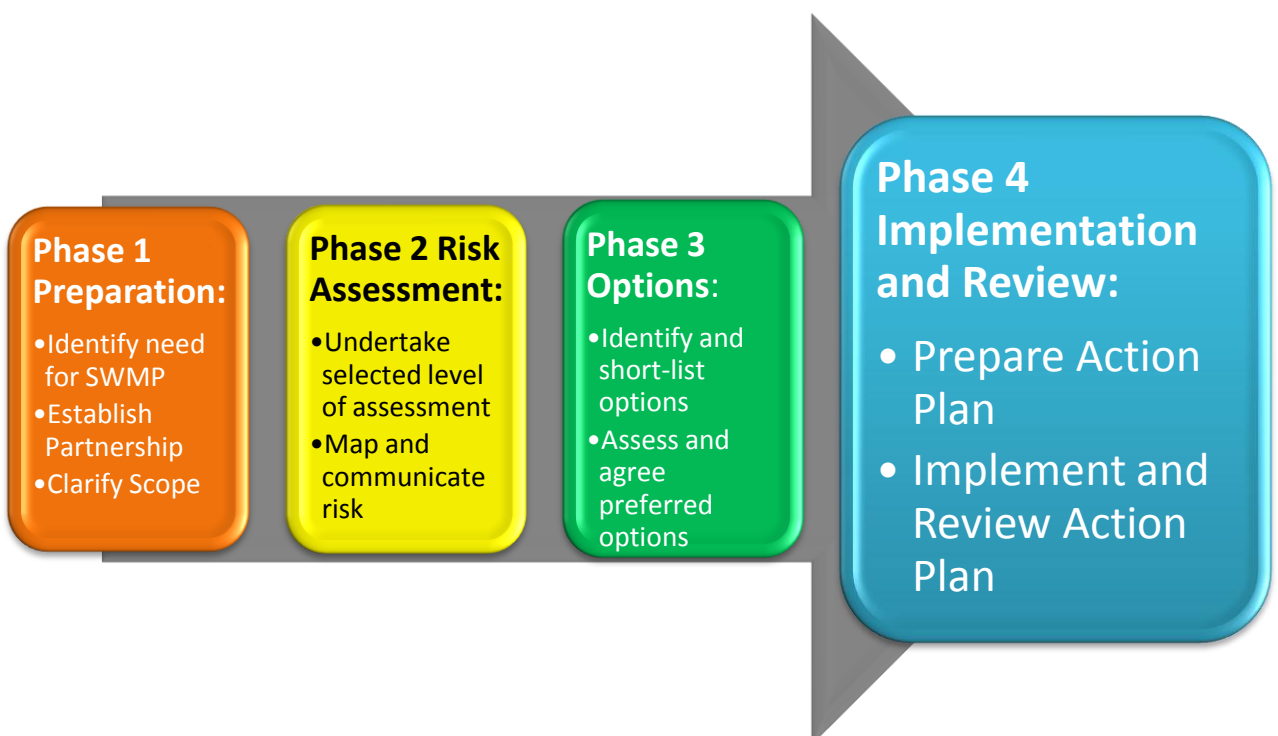 Phase 1
Preparation:
•Identify need
for SWMP
•Establish
Partnership
•Clarify Scope
Phase 2 Risk
Assessment:
•Undertake
selected level
of assessment
•Map and
communicate
risk
Phase 3
Options:
•Identify and
short-list
options
•Assess and
agree
preferred
options
Phase 4
Implementation
and Review:
• Prepare Action
Plan
• Implement and
Review Action
Plan